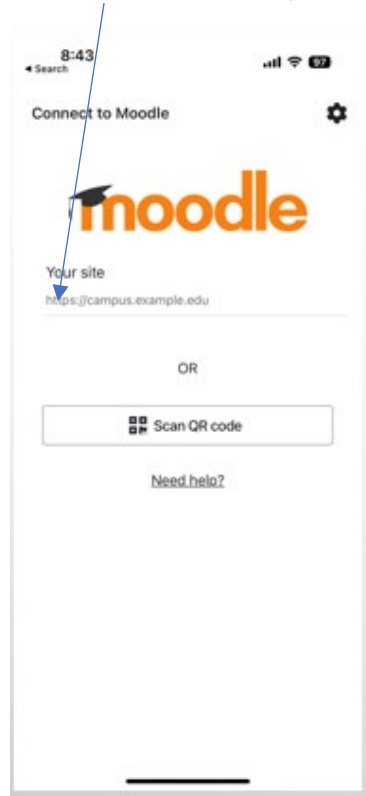 8:43
◀ Search
97
Connect to Moodle
moodle
Your site
https://campus.example.edu
OR
Scan QR code
Need help?